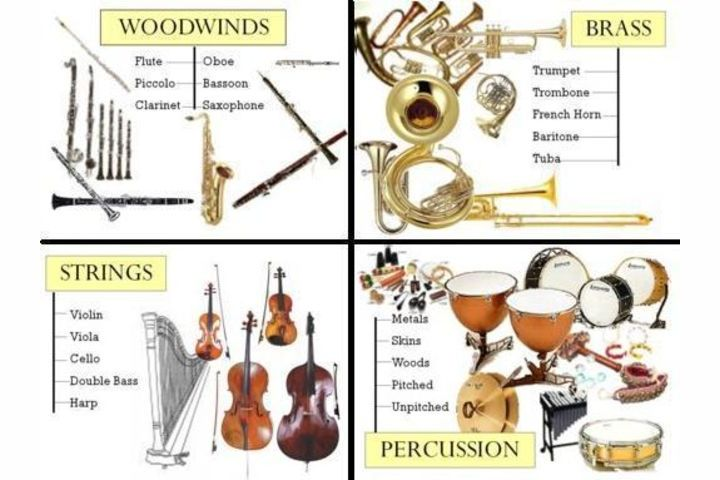 WOODWINDS
Flute Oboe
Piccolo Bassoon
Clarinet Saxophone
BRASS
Trumpet
Trombone
French Horn
Baritone
Tuba
STRINGS
Violin
Viola
Cello
Double Bass
Harp
Metals
Skins
Woods
Pitched
Unpitched
PERCUSSION